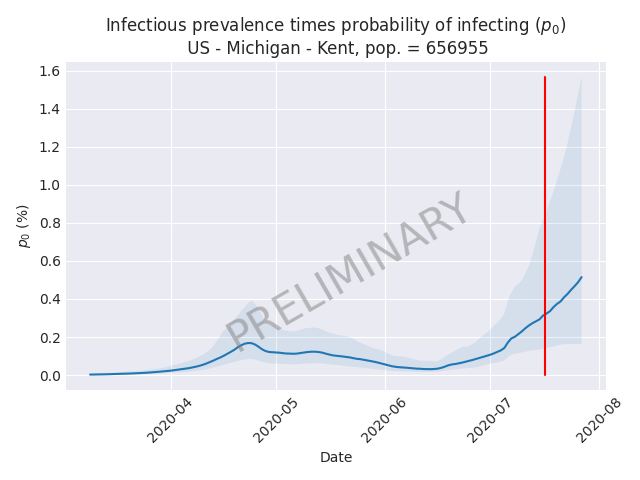 Infectious prevalence times probability of infecting (p₀)
US - Michigan - Kent, pop. = 656955
1.6
1.4
1.2
1.0
0.8
0.6
0.4
0.2
0.0
p₀ (%)
PRELIMINARY
2020-04
2020-05
2020-06
2020-07
2020-08
Date